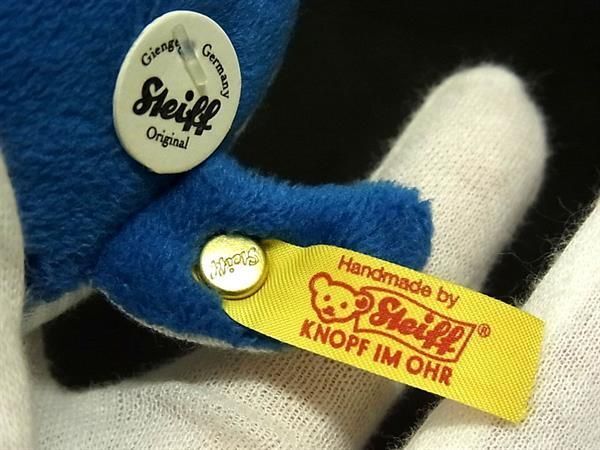 Giengen Germany
Steiff
Original
Steiff
Handmade by
Steiff®
KNOPF IM OHR